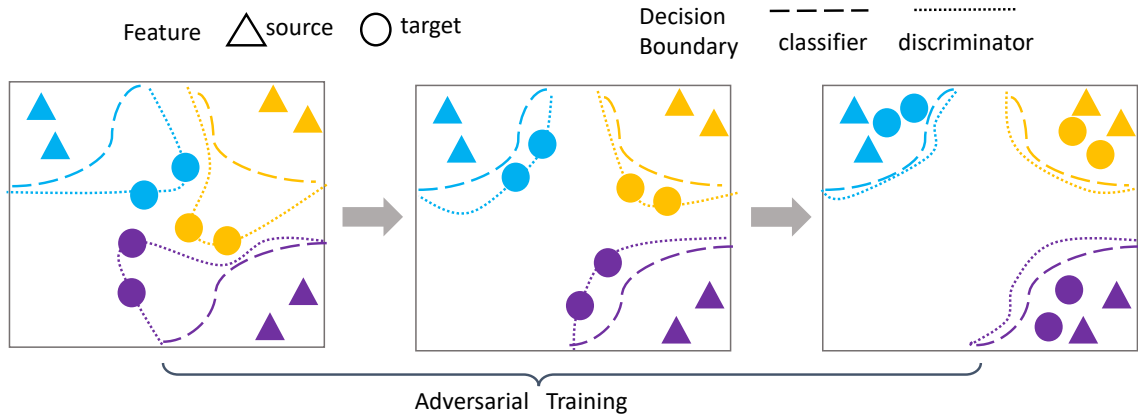 Feature source target
Decision
Boundary classifier discriminator
Adversarial Training